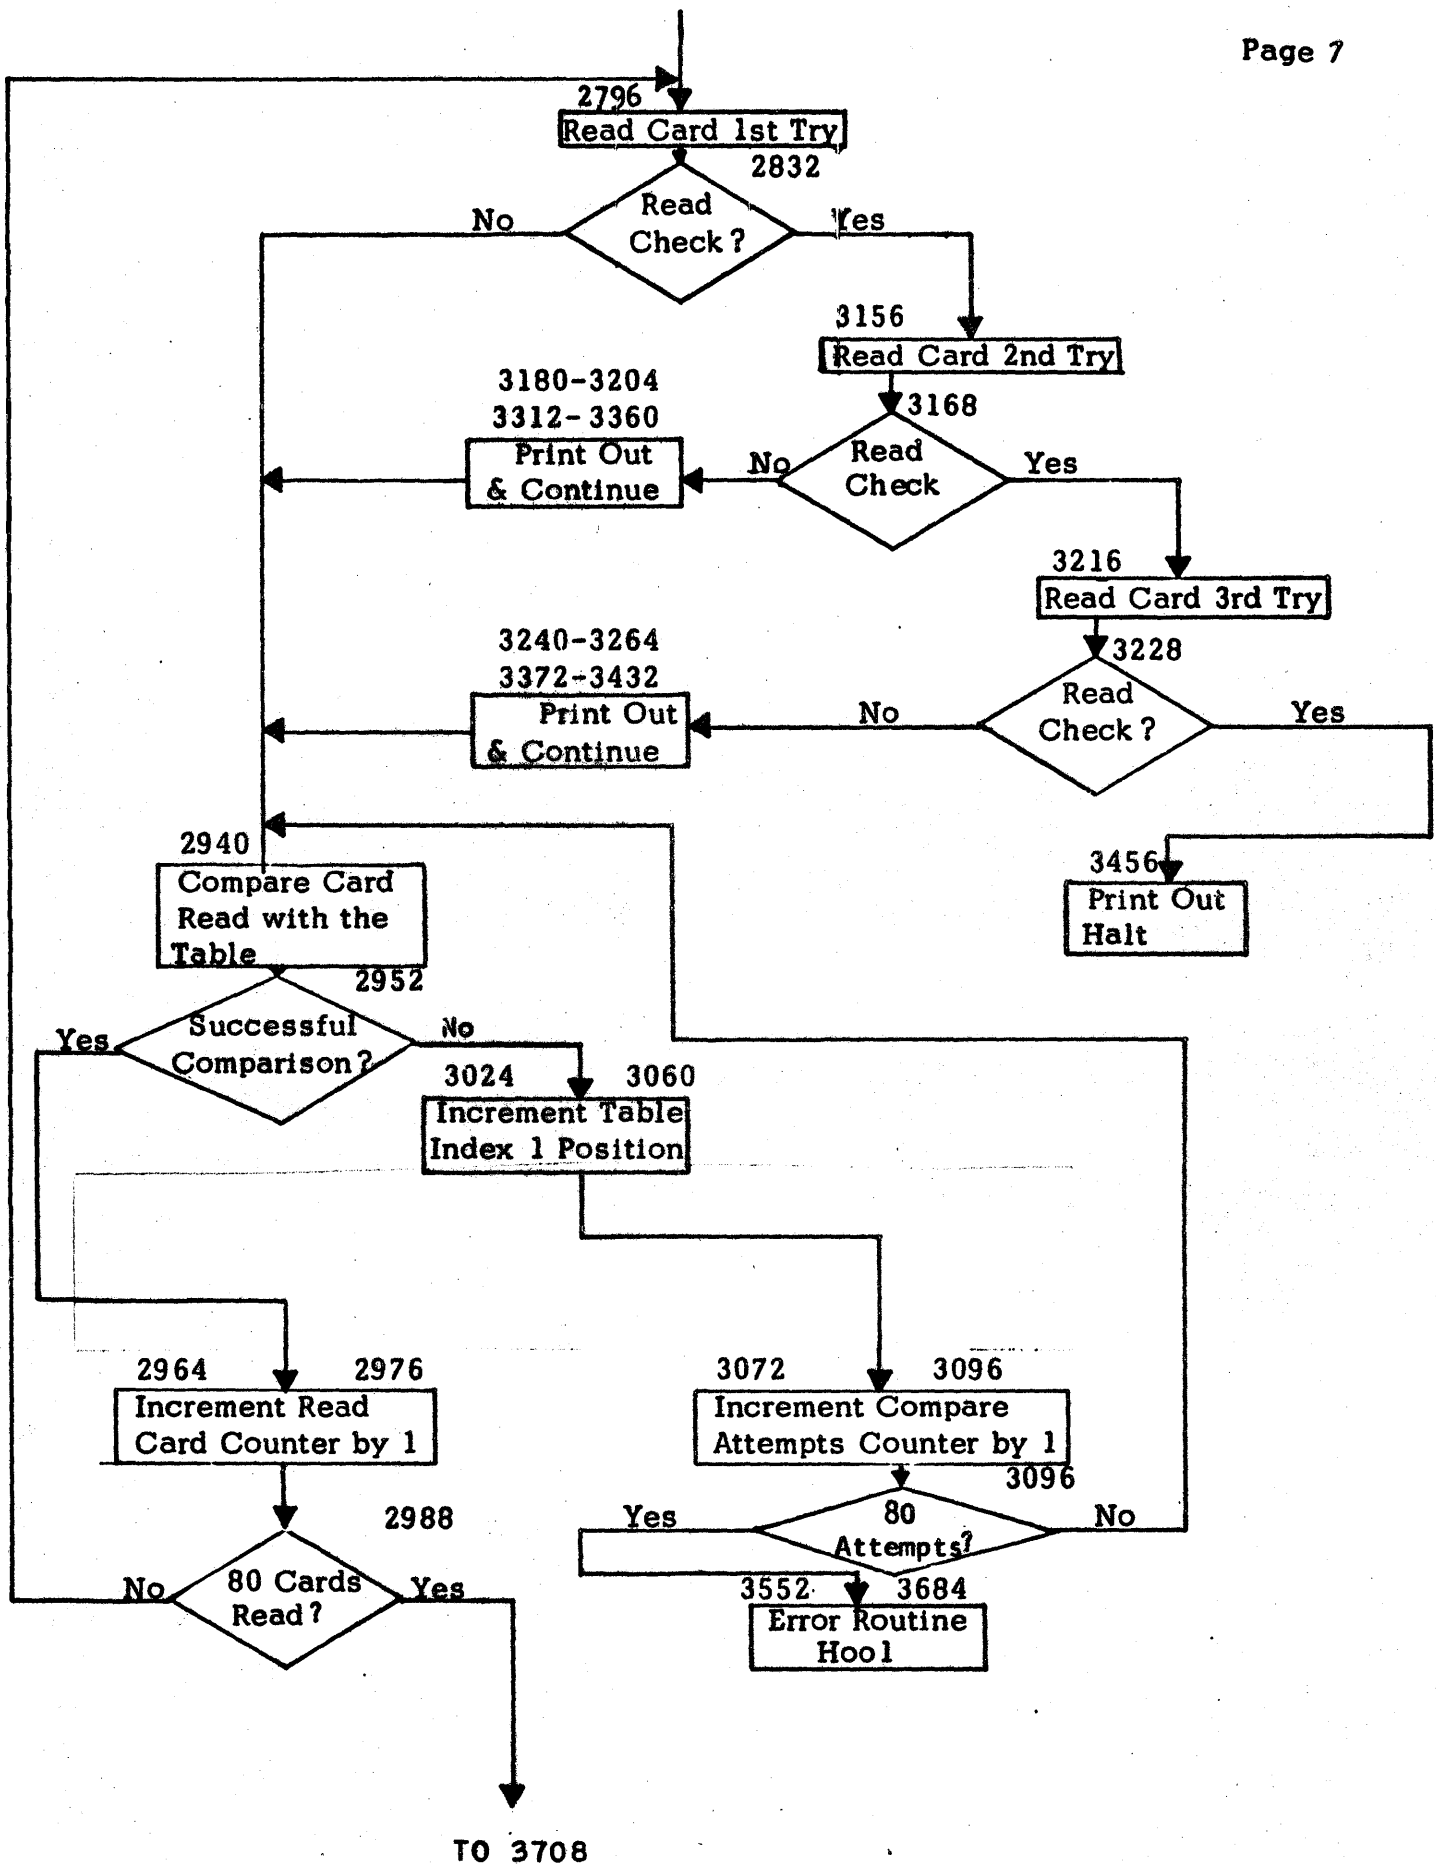 Page 7
2796
Read Card 1st Try
2832
Read
Check?
No
Yes
3156
Read Card 2nd Try
3180-3204
3312-3360
Print Out
& Continue
3168
No
Read
Check
Yes
3216
Read Card 3rd Try
3240-3264
3372-3432
Print Out
& Continue
3228
No
Read
Check?
Yes
2940
Compare Card
Read with the
Table
3456
Print Out
Halt
2952
Yes
Successful
Comparison?
No
3024 3060
Increment Table
Index 1 Position
2964 2976
Increment Read
Card Counter by 1
3072 3096
Increment Compare
Attempts Counter by 1
3096
2988
Yes
80
Attempts?
No
No
80 Cards
Read?
Yes
3552 3684
Error Routine
Hoo1
TO 3708